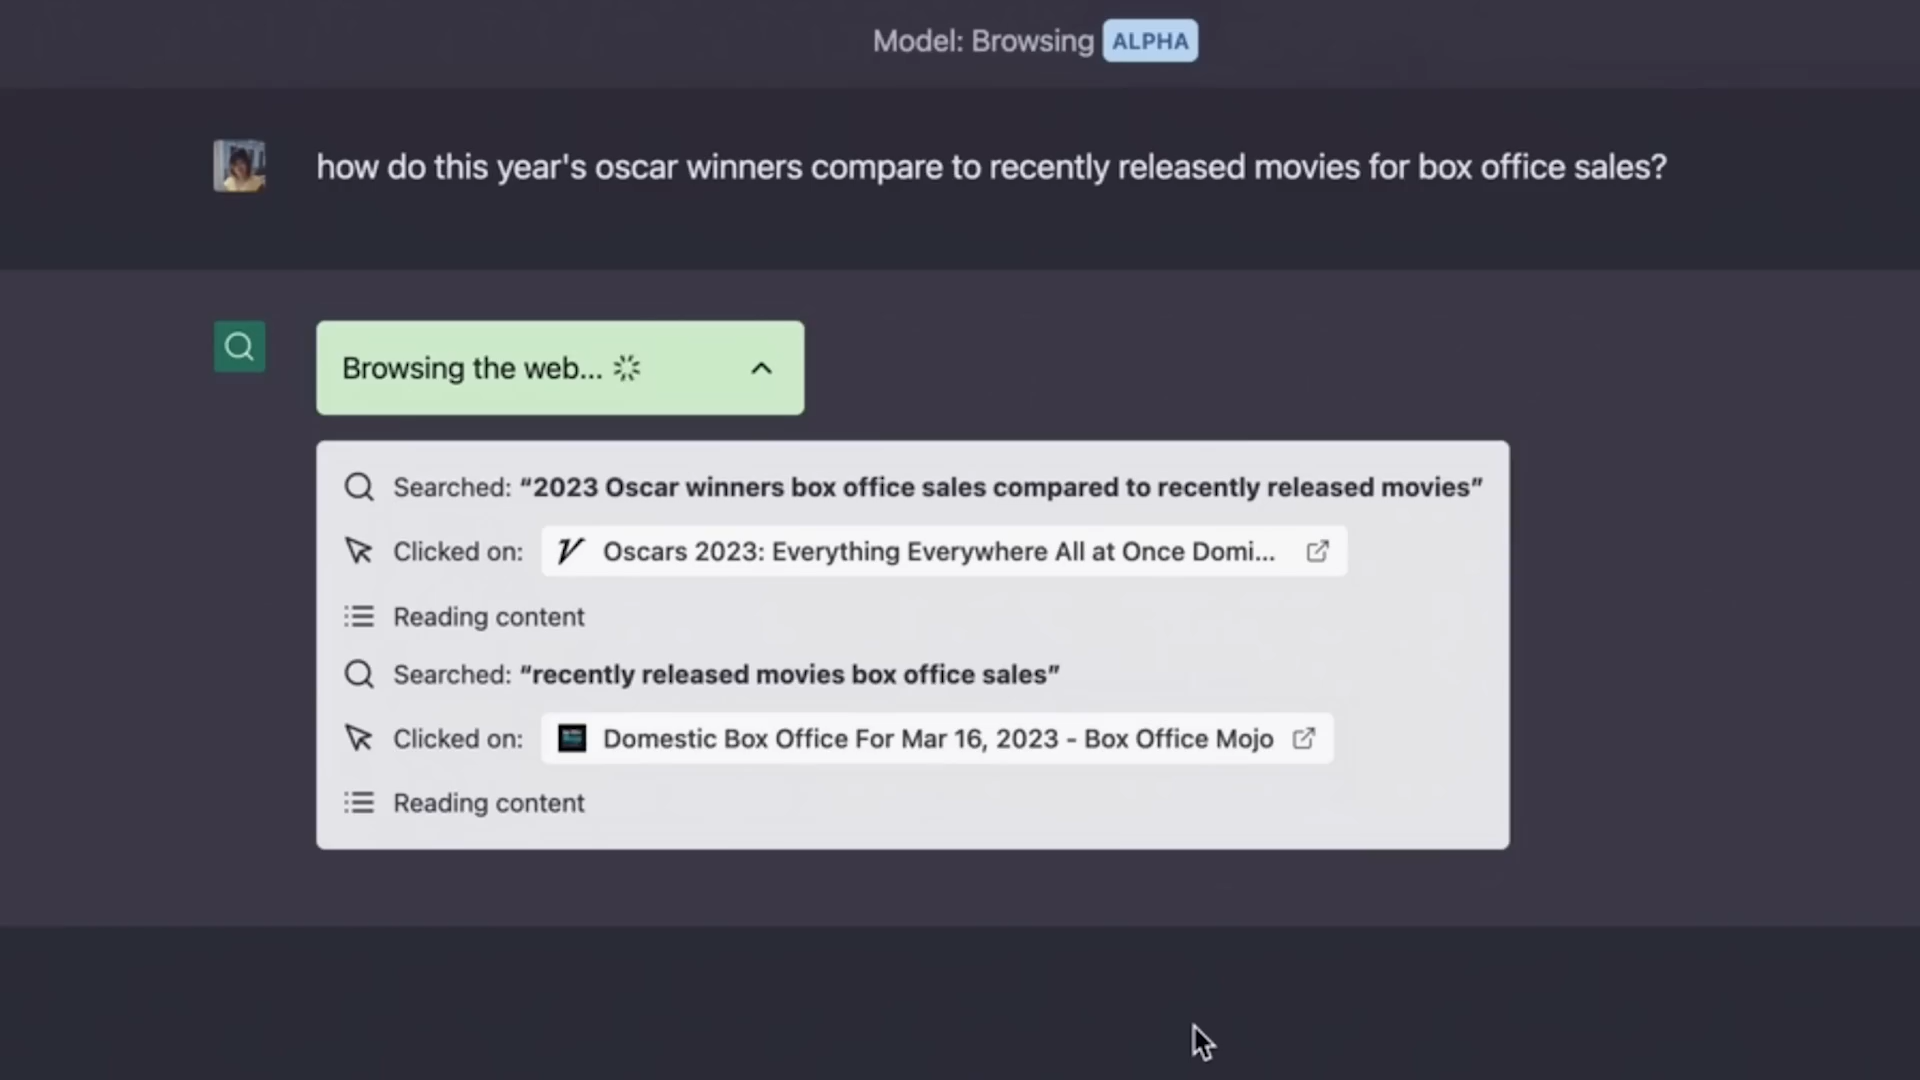 Model: Browsing ALPHA
how do this year's oscar winners compare to recently released movies for box office sales?
Browsing the web...
Searched: “2023 Oscar winners box office sales compared to recently released movies”
Clicked on: Oscars 2023: Everything Everywhere All at Once Domi...
Reading content
Searched: “recently released movies box office sales”
Clicked on: Domestic Box Office For Mar 16, 2023 - Box Office Mojo
Reading content